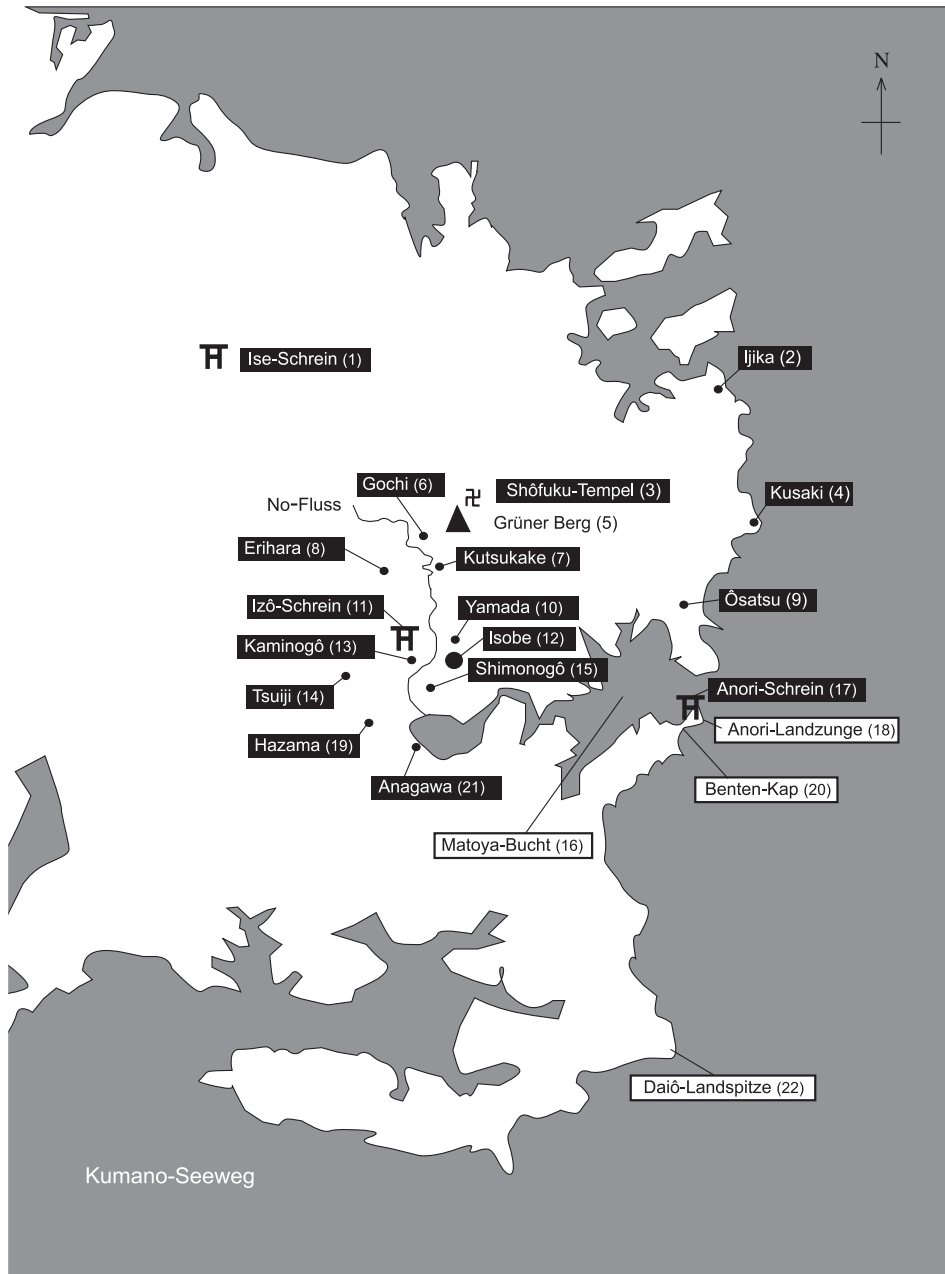 N
Ise-Schrein (1)
Ijika (2)
Gochi (6)
Shôfuku-Tempel (3)
Kusaki (4)
No-Fluss
Grüner Berg (5)
Erihara (8)
Kutsukake (7)
Izô-Schrein (11)
Yamada (10)
Ôsatsu (9)
Kaminogô (13)
Isobe (12)
Tsuiji (14)
Shimonogô (15)
Anori-Schrein (17)
Hazama (19)
Anori-Landzunge (18)
Anagawa (21)
Benten-Kap (20)
Matoya-Bucht (16)
Daiô-Landspitze (22)
Kumano-Seeweg